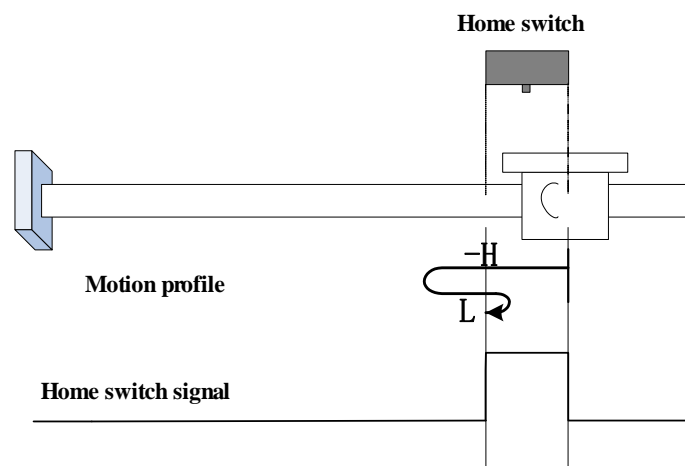 Home switch
−H
Motion profile
L
Home switch signal